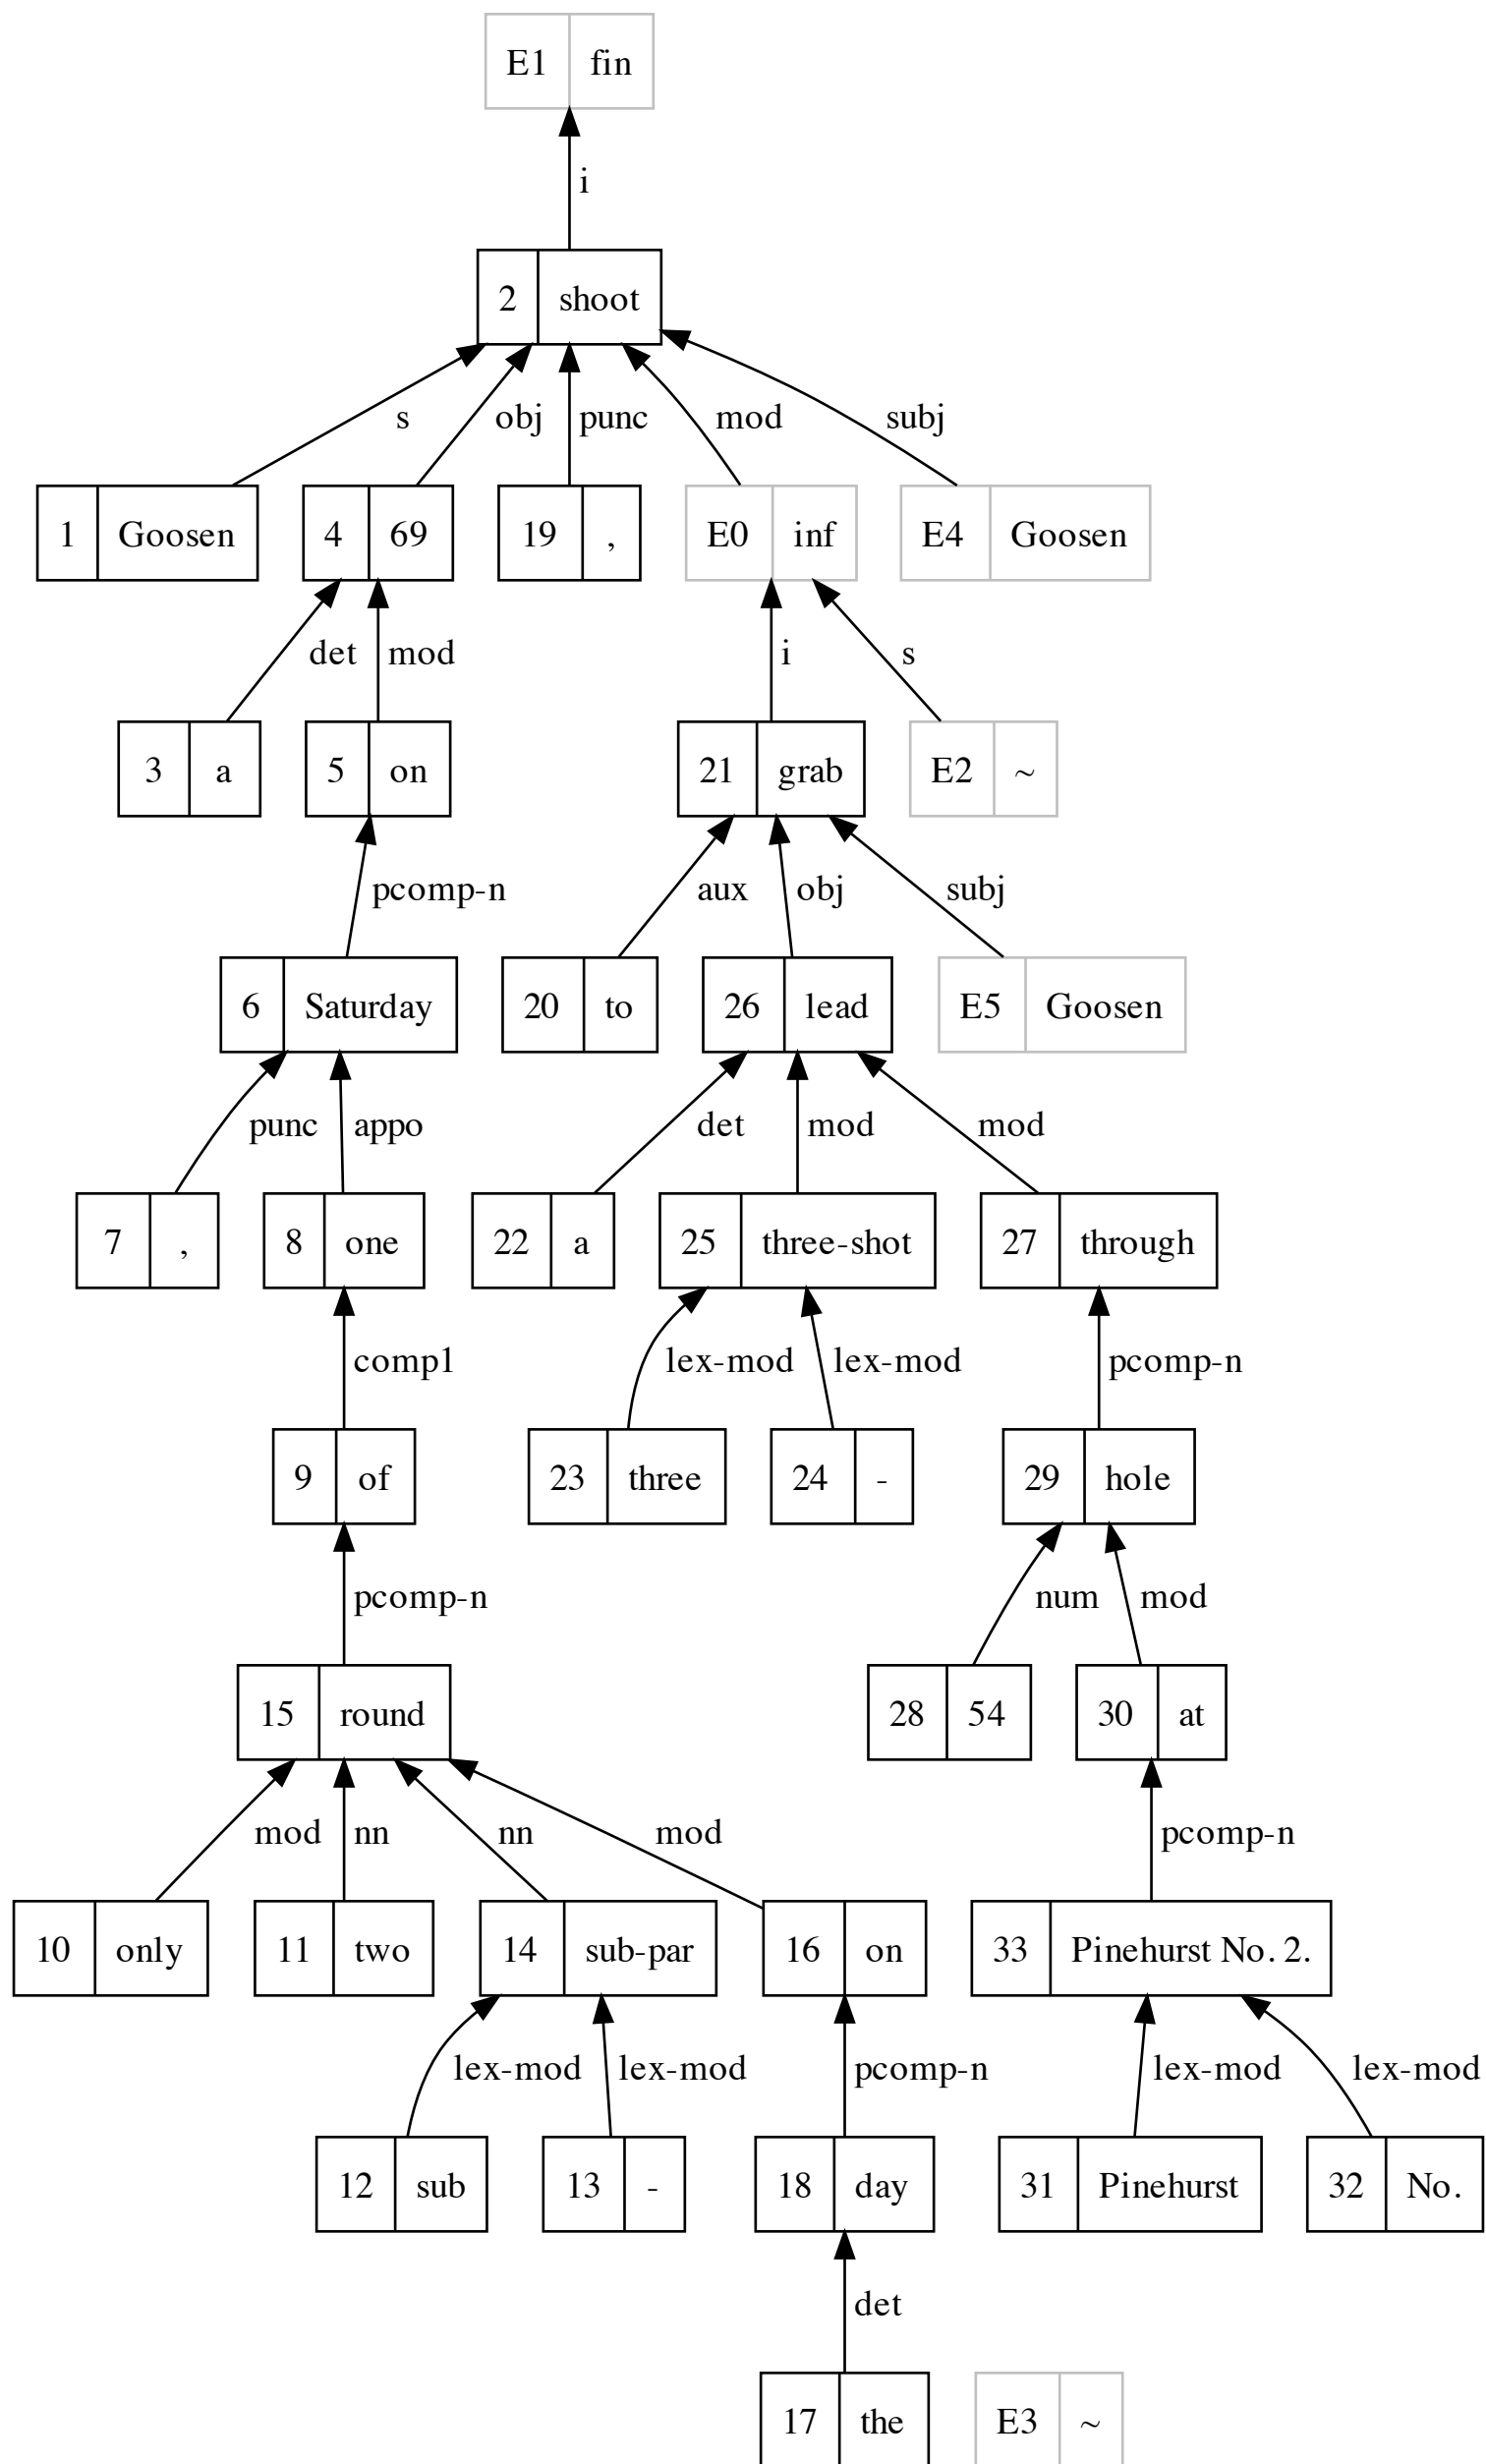 E1 fin
i
2 shoot
s obj punc mod subj
1 Goosen 4 69 19 , E0 inf E4 Goosen
det mod i s
3 a 5 on 21 grab E2 ~
pcomp-n aux obj subj
6 Saturday 20 to 26 lead E5 Goosen
punc appo det mod mod
7 , 8 one 22 a 25 three-shot 27 through
comp1 lex-mod lex-mod pcomp-n
9 of 23 three 24 - 29 hole
pcomp-n num mod
15 round 28 54 30 at
mod nn nn mod pcomp-n
10 only 11 two 14 sub-par 16 on 33 Pinehurst No. 2.
lex-mod lex-mod pcomp-n lex-mod lex-mod
12 sub 13 - 18 day 31 Pinehurst 32 No.
det
17 the E3 ~